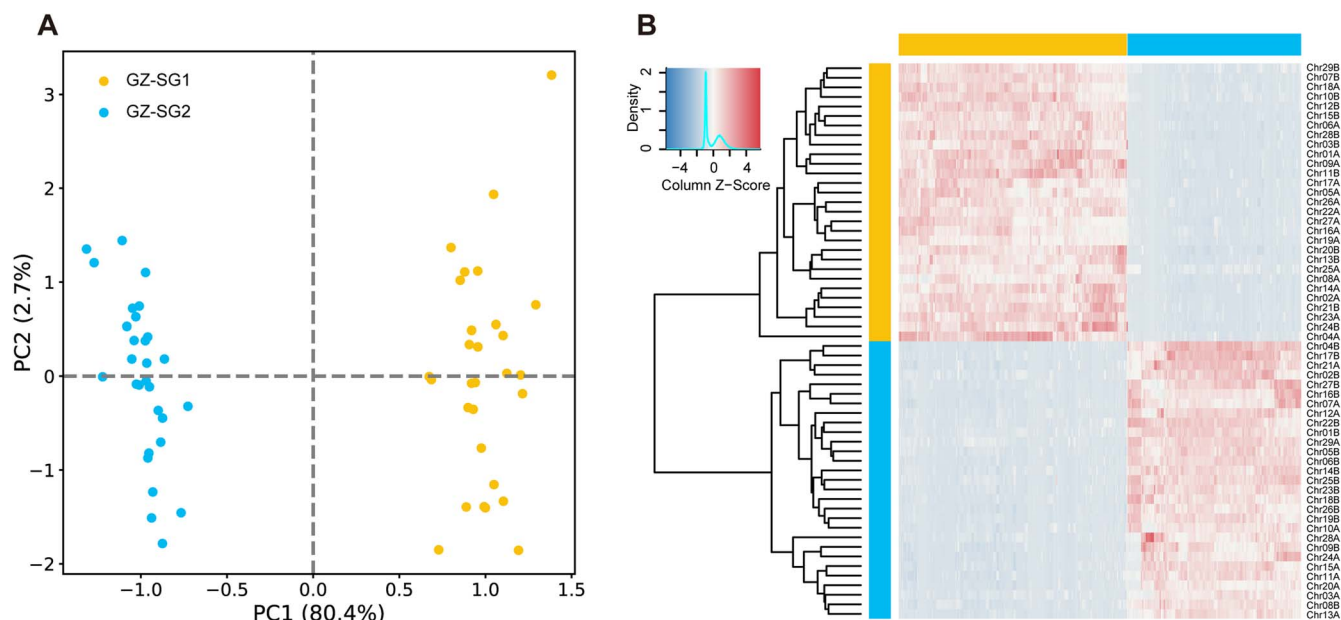 A
GZ-SG1
GZ-SG2
3
2
1
0
−1
−2
−1.0
−0.5
0.0
0.5
1.0
1.5
PC2 (2.7%)
PC1 (80.4%)
B
2
1
0
Density
−4
0
4
Column Z−Score
Chr29B
Chr07B
Chr18A
Chr10B
Chr12B
Chr15B
Chr06A
Chr28B
Chr03B
Chr01A
Chr09A
Chr11B
Chr17A
Chr05A
Chr26A
Chr22A
Chr27A
Chr16A
Chr19A
Chr20B
Chr13B
Chr25A
Chr08A
Chr14A
Chr02A
Chr21B
Chr23A
Chr24B
Chr04A
Chr04B
Chr17B
Chr21A
Chr02B
Chr27B
Chr16B
Chr07A
Chr12A
Chr22B
Chr01B
Chr29A
Chr05B
Chr06B
Chr14B
Chr25B
Chr23B
Chr18B
Chr26B
Chr19B
Chr10A
Chr28A
Chr09B
Chr24A
Chr15A
Chr11A
Chr20A
Chr03A
Chr08B
Chr13A